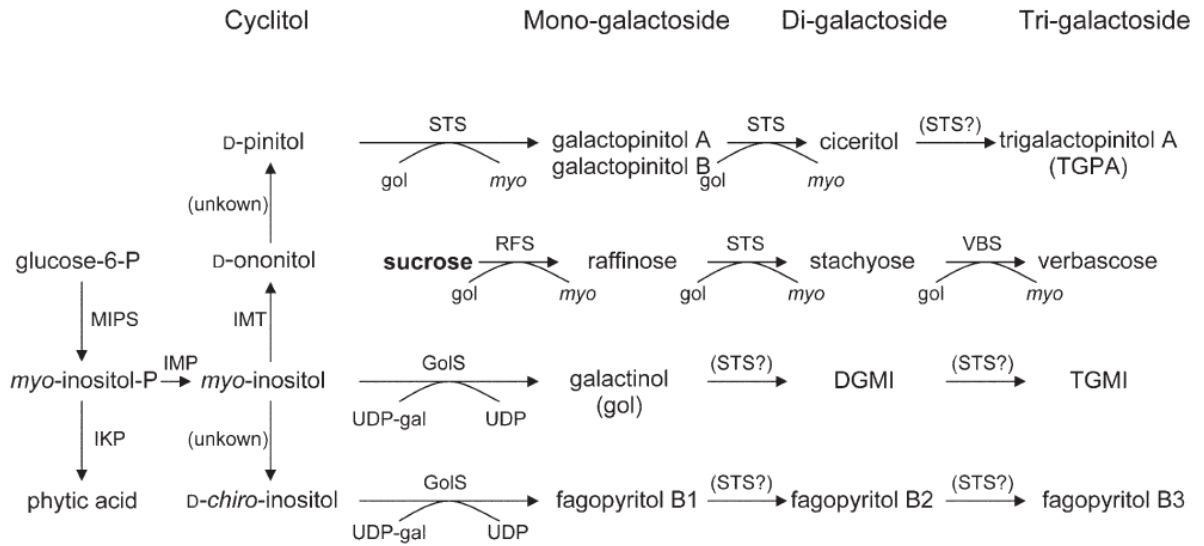 Cyclitol Mono-galactoside Di-galactoside Tri-galactoside
STS STS (STS?)
D-pinitol galactopinitol A ciceritol trigalactopinitol A
galactopinitol B (TGPA)
gol myo gol myo
(unkown)
RFS STS VBS
glucose-6-P D-ononitol sucrose raffinose stachyose verbascose
gol myo gol myo gol myo
MIPS IMT
IMP GolS (STS?) (STS?)
myo-inositol-P myo-inositol galactinol DGMI TGMI
(gol)
UDP-gal UDP
IKP (unkown)
GolS (STS?) (STS?)
phytic acid D-chiro-inositol fagopyritol B1 fagopyritol B2 fagopyritol B3
UDP-gal UDP